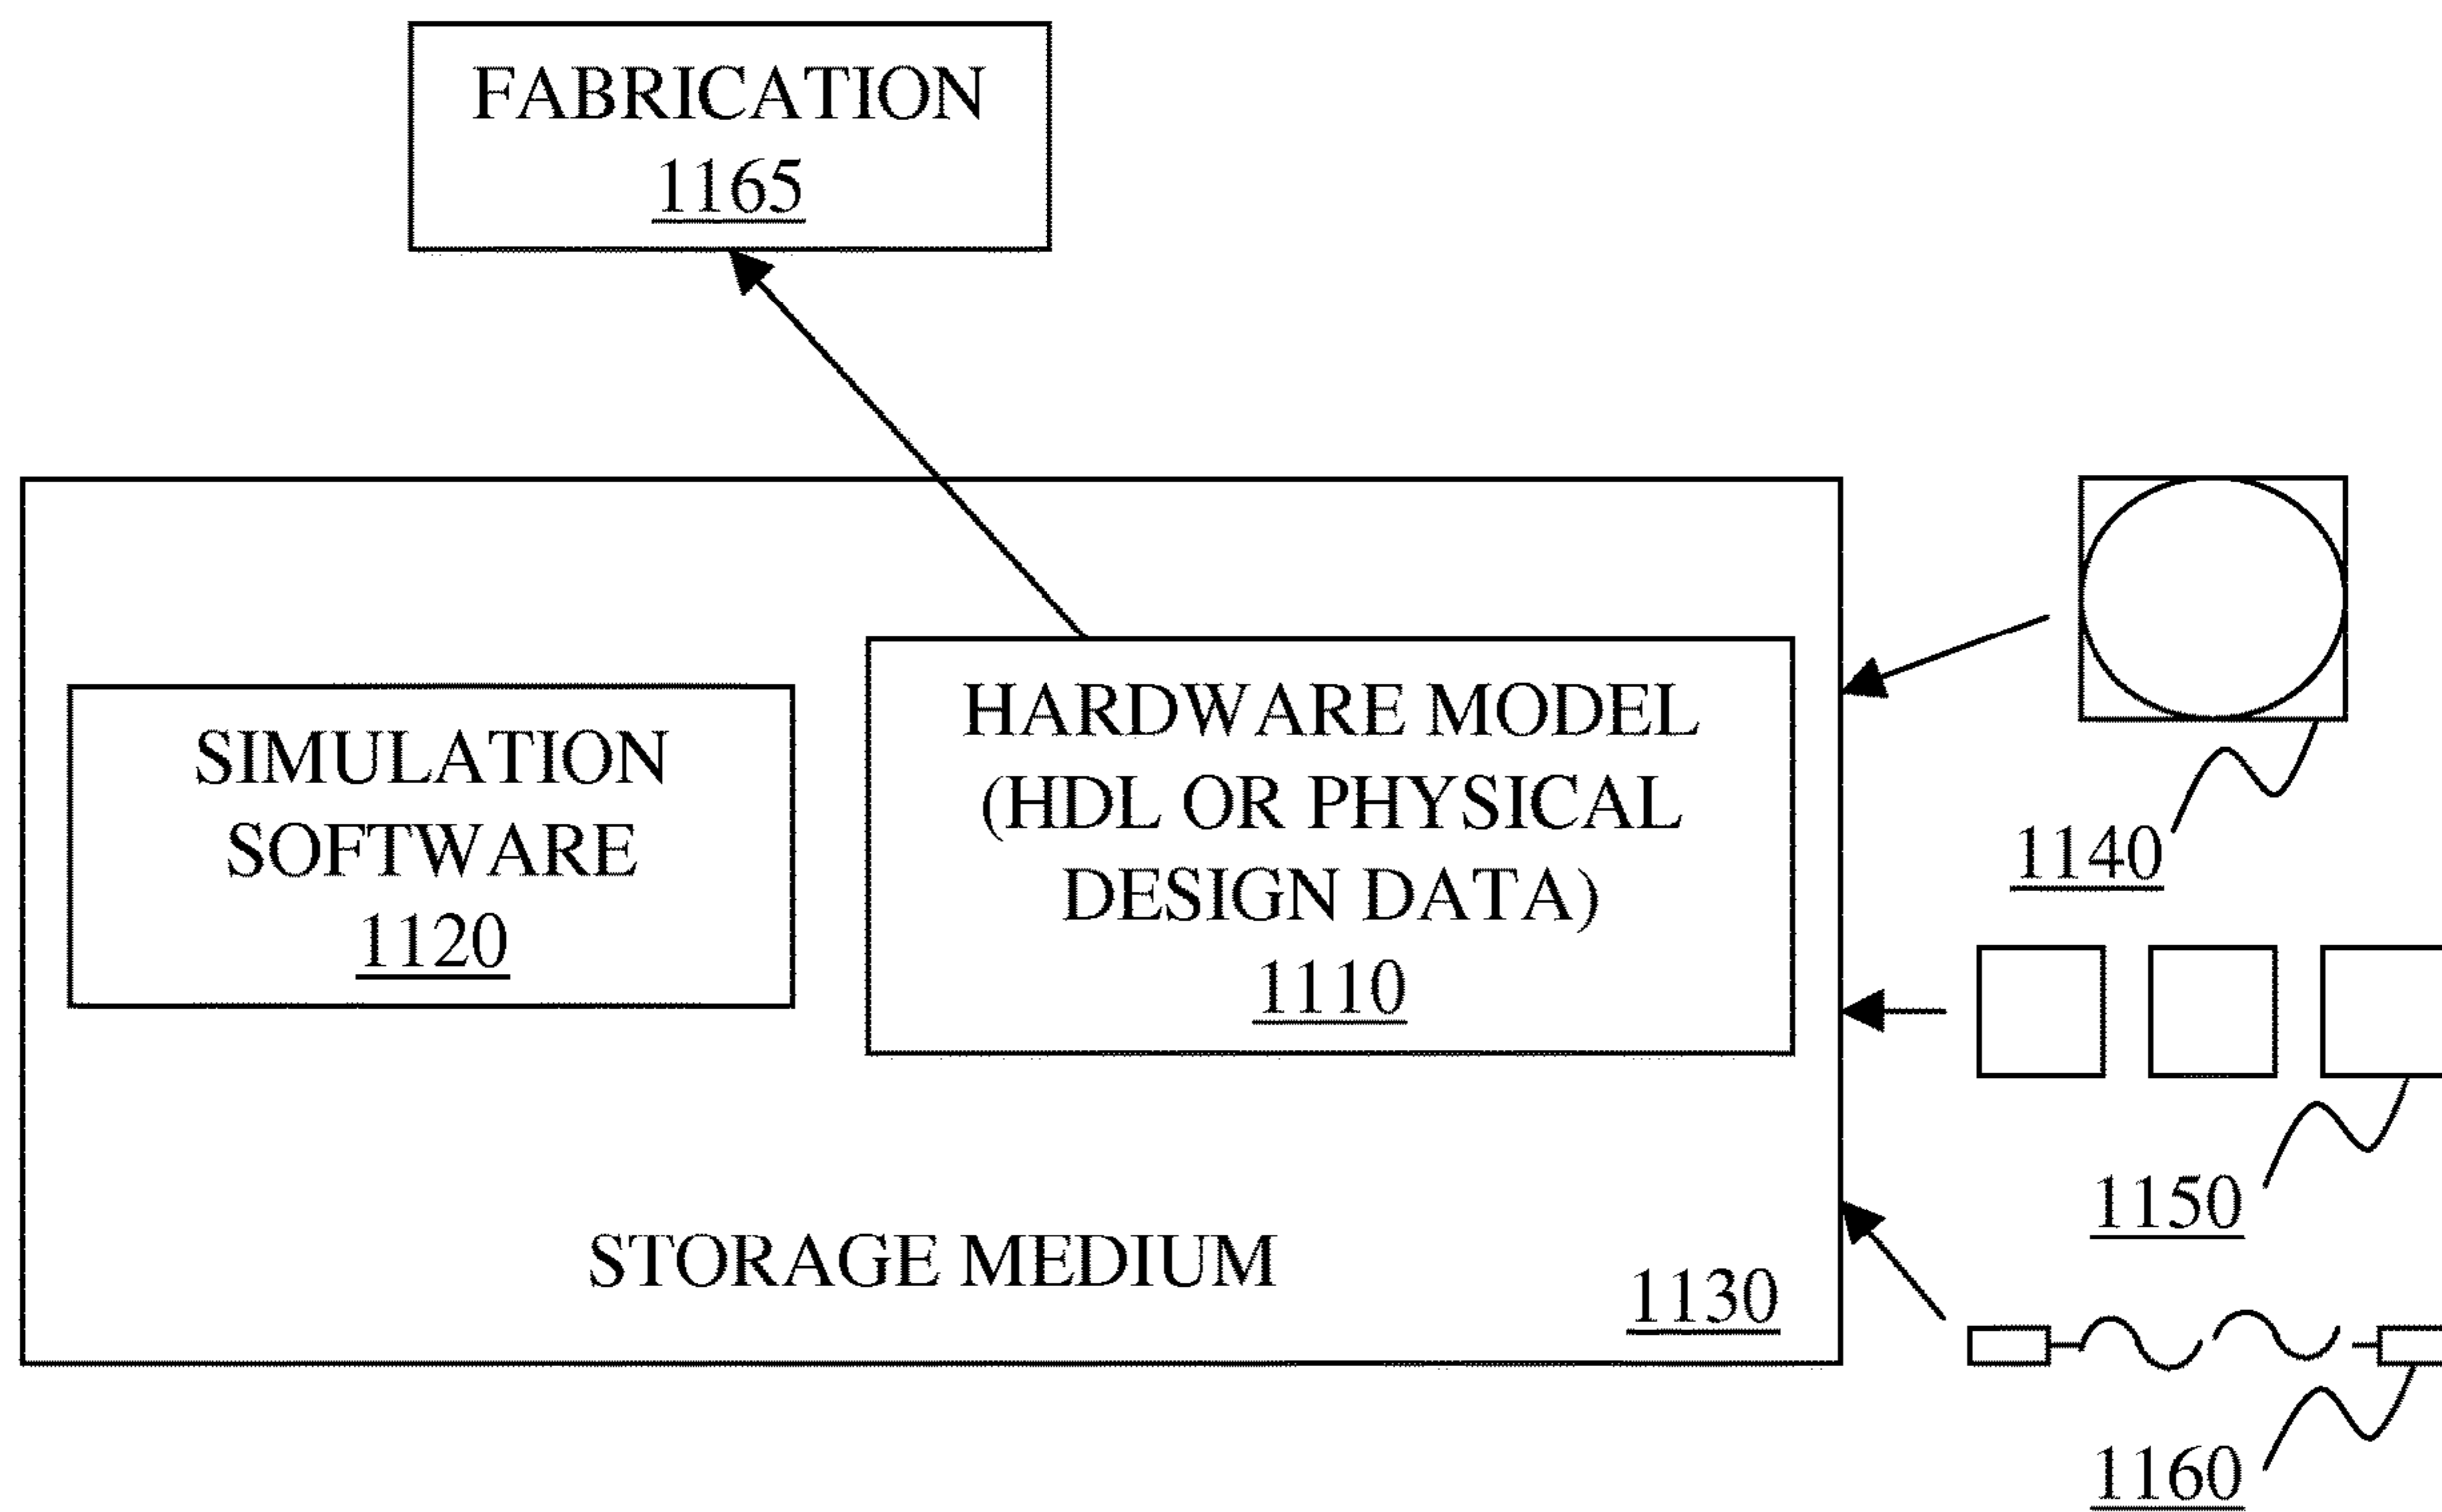 FABRICATION
1165
SIMULATION
SOFTWARE
1120
HARDWARE MODEL
(HDL OR PHYSICAL
DESIGN DATA)
1110
STORAGE MEDIUM
1130
1140
1150
1160